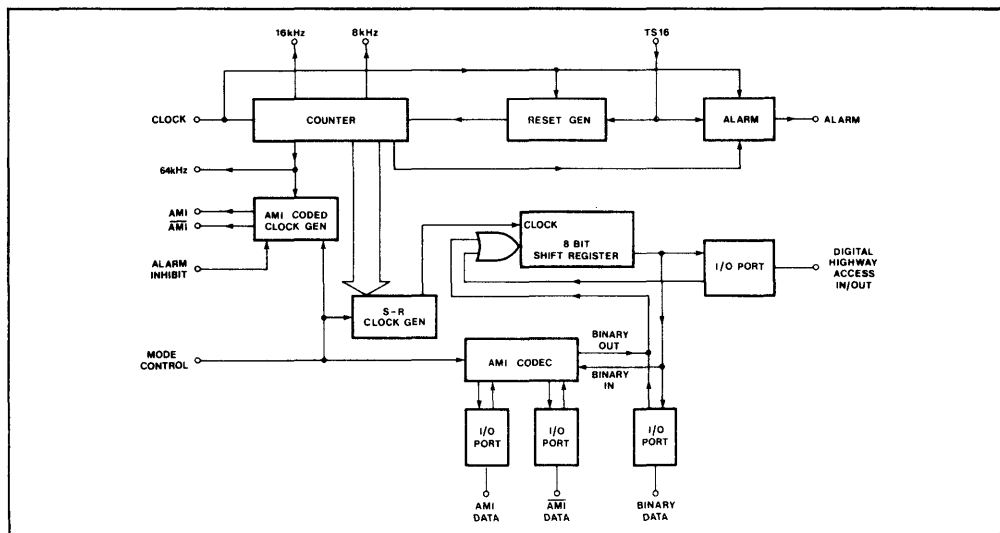 16kHz
8kHz
TS16
CLOCK
COUNTER
RESET GEN
ALARM
ALARM
64kHz
AMI
A̅M̅I̅
AMI CODED
CLOCK GEN
ALARM
INHIBIT
CLOCK
8 BIT
SHIFT REGISTER
I/O PORT
DIGITAL
HIGHWAY
ACCESS
IN/OUT
S-R
CLOCK GEN
MODE
CONTROL
AMI CODEC
BINARY
OUT
BINARY
IN
I/O
PORT
I/O
PORT
I/O
PORT
AMI
DATA
A̅M̅I̅
DATA
BINARY
DATA